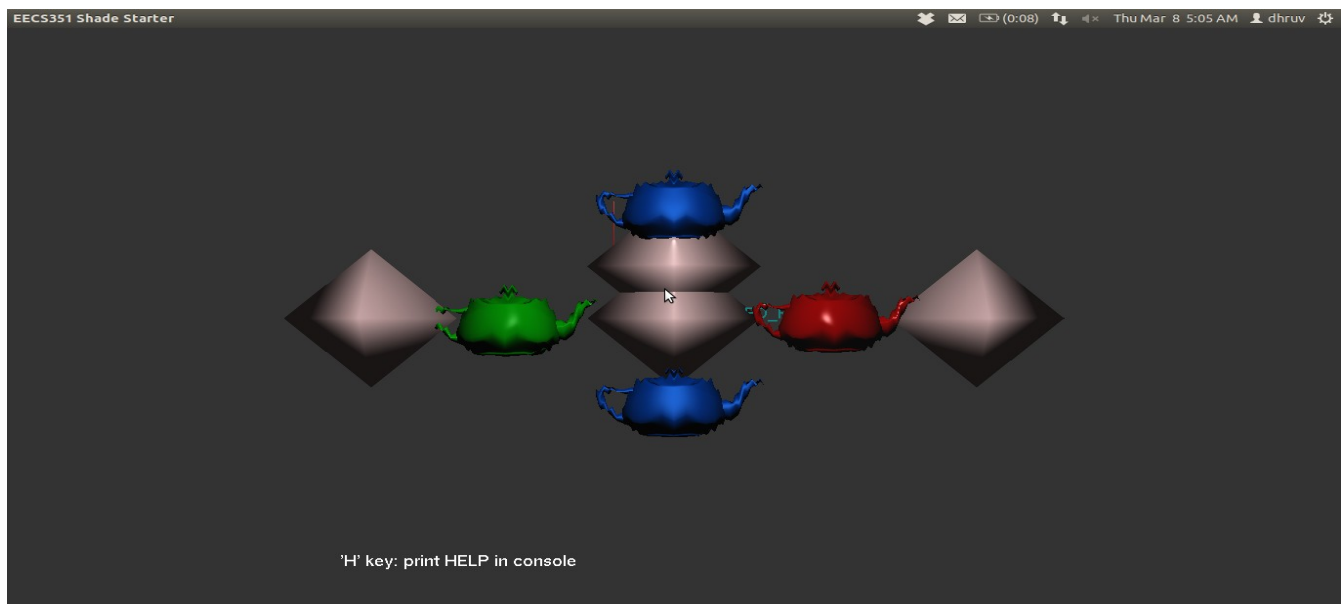 EECS351 Shade Starter (0:08) Thu Mar 8 5:05 AM dhruv
'H' key: print HELP in console